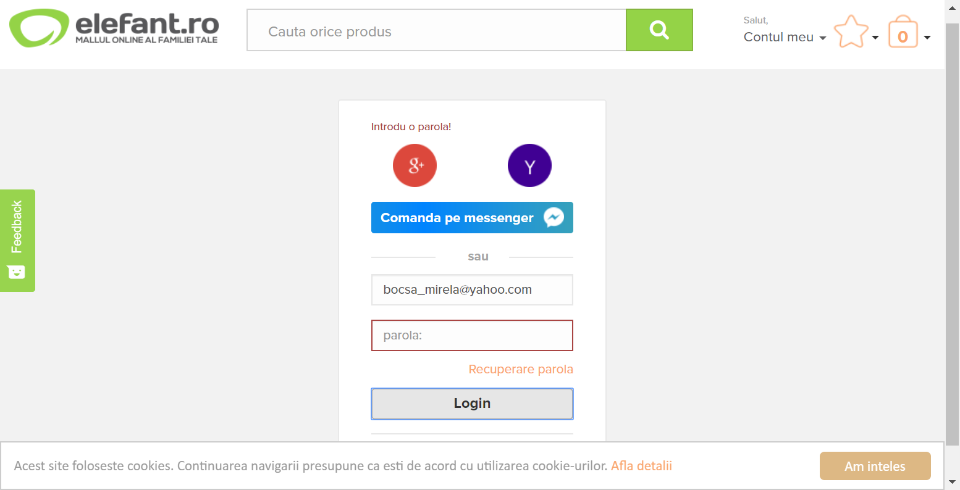 elefant.ro
MALLUL ONLINE AL FAMILIEI TALE
Cauta orice produs
Salut,
Contul meu
0
Introdu o parola!
g+
Y
Comanda pe messenger
sau
bocsa_mirela@yahoo.com
parola:
Recuperare parola
Login
Feedback
Acest site foloseste cookies. Continuarea navigarii presupune ca esti de acord cu utilizarea cookie-urilor. Afla detalii
Am inteles